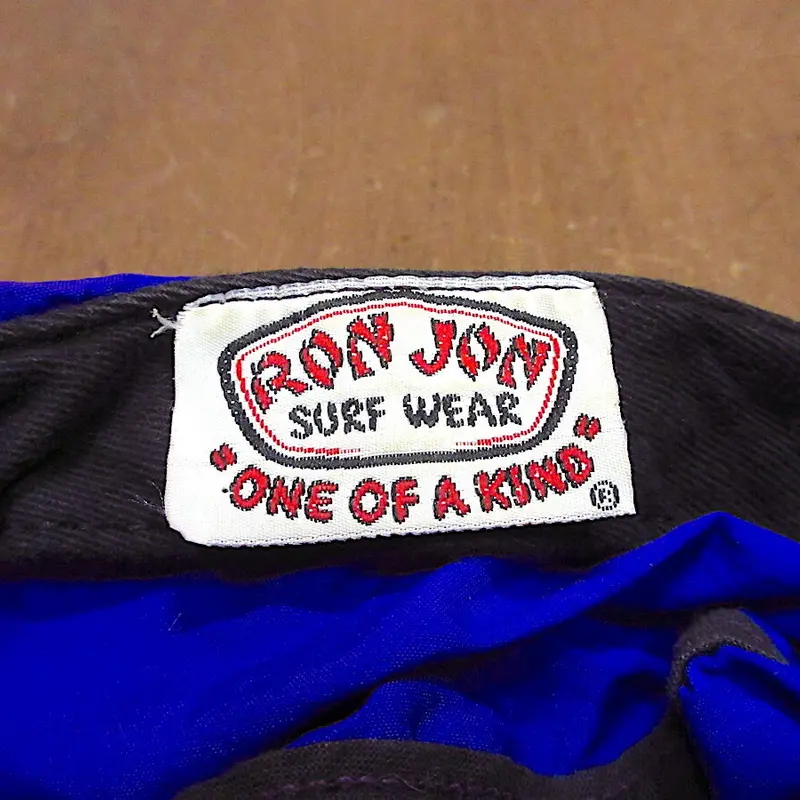 RON JON
SURF WEAR
"ONE OF A KIND"
®